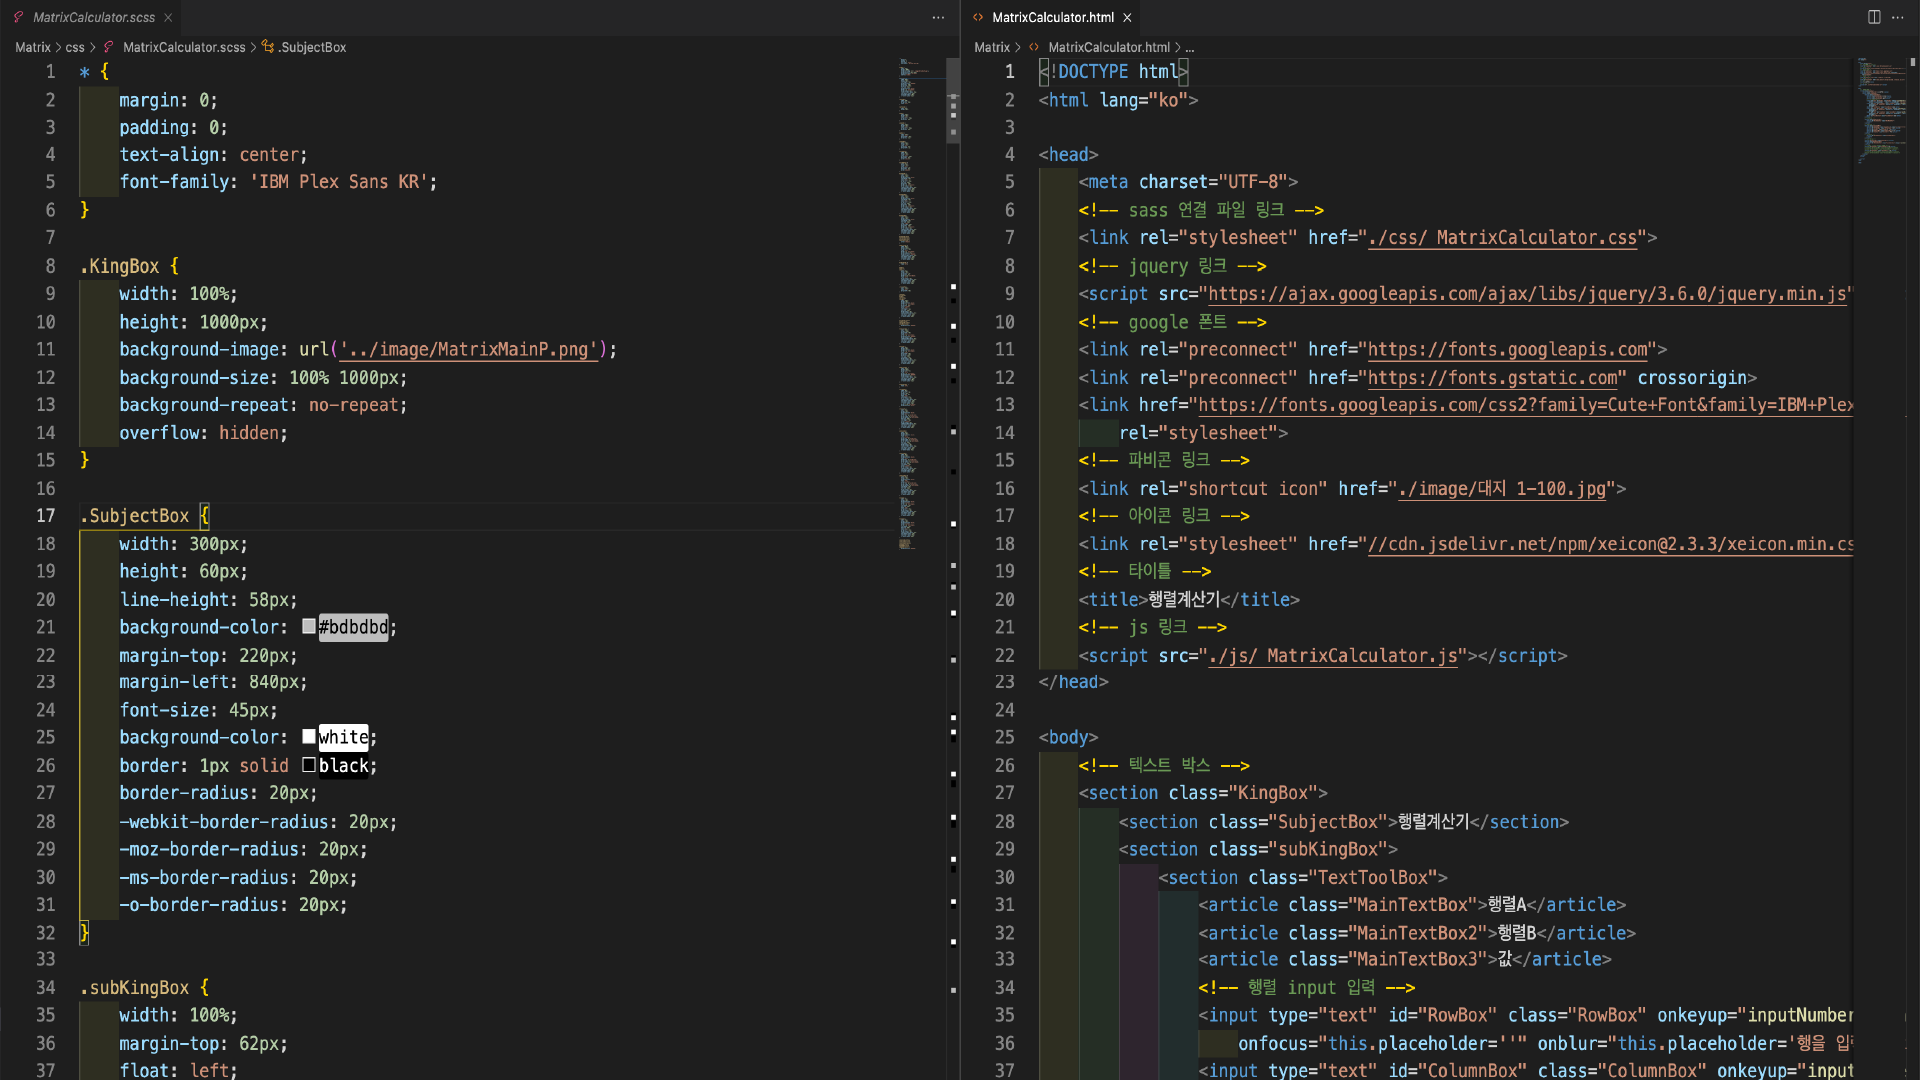 MatrixCalculator.scss
Matrix > css > MatrixCalculator.scss > .SubjectBox
1 * {
2 margin: 0;
3 padding: 0;
4 text-align: center;
5 font-family: 'IBM Plex Sans KR';
6 }
7
8 .KingBox {
9 width: 100%;
10 height: 1000px;
11 background-image: url('../image/MatrixMainP.png');
12 background-size: 100% 1000px;
13 background-repeat: no-repeat;
14 overflow: hidden;
15 }
16
17 .SubjectBox {
18 width: 300px;
19 height: 60px;
20 line-height: 58px;
21 background-color: #bdbdbd;
22 margin-top: 220px;
23 margin-left: 840px;
24 font-size: 45px;
25 background-color: white;
26 border: 1px solid black;
27 border-radius: 20px;
28 -webkit-border-radius: 20px;
29 -moz-border-radius: 20px;
30 -ms-border-radius: 20px;
31 -o-border-radius: 20px;
32 }
33
34 .subKingBox {
35 width: 100%;
36 margin-top: 62px;
37 float: left;
MatrixCalculator.html
Matrix > MatrixCalculator.html > ...
1 <!DOCTYPE html>
2 <html lang="ko">
3
4 <head>
5 <meta charset="UTF-8">
6 <!-- sass 연결 파일 링크 -->
7 <link rel="stylesheet" href="./css/ MatrixCalculator.css">
8 <!-- jquery 링크 -->
9 <script src="https://ajax.googleapis.com/ajax/libs/jquery/3.6.0/jquery.min.js"
10 <!-- google 폰트 -->
11 <link rel="preconnect" href="https://fonts.googleapis.com">
12 <link rel="preconnect" href="https://fonts.gstatic.com" crossorigin>
13 <link href="https://fonts.googleapis.com/css2?family=Cute+Font&family=IBM+Plex
14 rel="stylesheet">
15 <!-- 파비콘 링크 -->
16 <link rel="shortcut icon" href="./image/대지 1-100.jpg">
17 <!-- 아이콘 링크 -->
18 <link rel="stylesheet" href="//cdn.jsdelivr.net/npm/xeicon@2.3.3/xeicon.min.cs
19 <!-- 타이틀 -->
20 <title>행렬계산기</title>
21 <!-- js 링크 -->
22 <script src="./js/ MatrixCalculator.js"></script>
23 </head>
24
25 <body>
26 <!-- 텍스트 박스 -->
27 <section class="KingBox">
28 <section class="SubjectBox">행렬계산기</section>
29 <section class="subKingBox">
30 <section class="TextToolBox">
31 <article class="MainTextBox">행렬A</article>
32 <article class="MainTextBox2">행렬B</article>
33 <article class="MainTextBox3">값</article>
34 <!-- 행렬 input 입력 -->
35 <input type="text" id="RowBox" class="RowBox" onkeyup="inputNumber
36 onfocus="this.placeholder=''" onblur="this.placeholder='행을 입
37 <input type="text" id="ColumnBox" class="ColumnBox" onkeyup="input